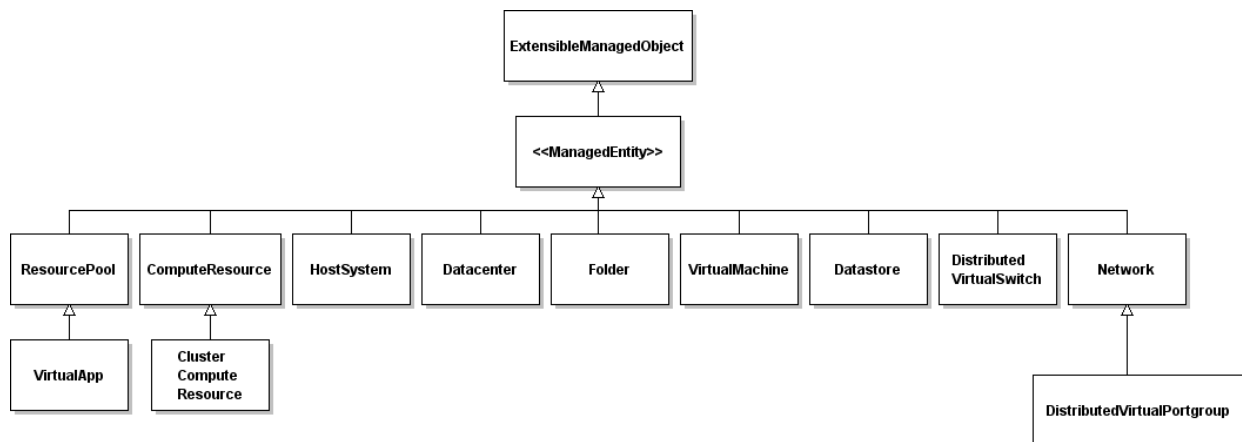 ExtensibleManagedObject
<<ManagedEntity>>
ResourcePool
ComputeResource
HostSystem
Datacenter
Folder
VirtualMachine
Datastore
Distributed
VirtualSwitch
Network
VirtualApp
Cluster
Compute
Resource
DistributedVirtualPortgroup